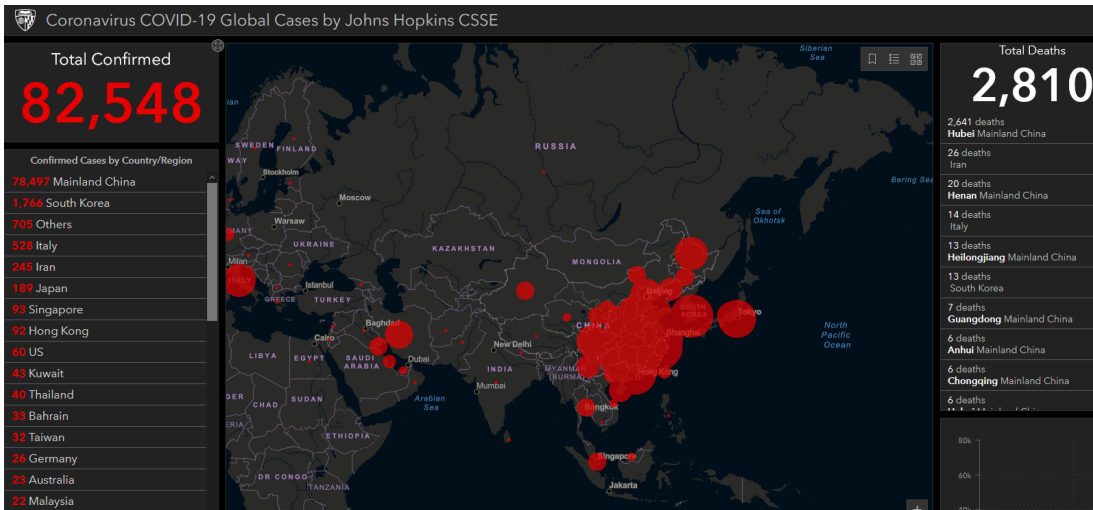 Coronavirus COVID-19 Global Cases by Johns Hopkins CSSE
Total Confirmed
82,548
Confirmed Cases by Country/Region
78,497 Mainland China
1,766 South Korea
705 Others
528 Italy
245 Iran
189 Japan
93 Singapore
92 Hong Kong
60 US
43 Kuwait
40 Thailand
33 Bahrain
32 Taiwan
26 Germany
23 Australia
22 Malaysia
Siberian
Sea
lan
SWEDEN
FINLAND
WAY
Stockholm
RUSSIA
Bering Sea
Moscow
Sea of
Okhotsk
Warsaw
MANY
UKRAINE
KAZAKHSTAN
Milan
MONGOLIA
ITALY
Istanbul
Beijing
GREECE
TURKEY
SOUTH
KOREA
Tokyo
Baghdad
CHINA
Shanghai
North
Pacific
Ocean
Cairo
New Delhi
LIBYA
EGYPT
SAUDI
ARABIA
Dubai
INDIA
MYANMAR
(BURMA)
Hong Kong
Mumbai
GER
CHAD
SUDAN
Arabian
Sea
Bangkok
ERIA
ETHIOPIA
Singapore
DR CONGO
TANZANIA
Jakarta
Total Deaths
2,810
2,641 deaths
Hubei Mainland China
26 deaths
Iran
20 deaths
Henan Mainland China
14 deaths
Italy
13 deaths
Heilongjiang Mainland China
13 deaths
South Korea
7 deaths
Guangdong Mainland China
6 deaths
Anhui Mainland China
6 deaths
Chongqing Mainland China
6 deaths
80k
60k